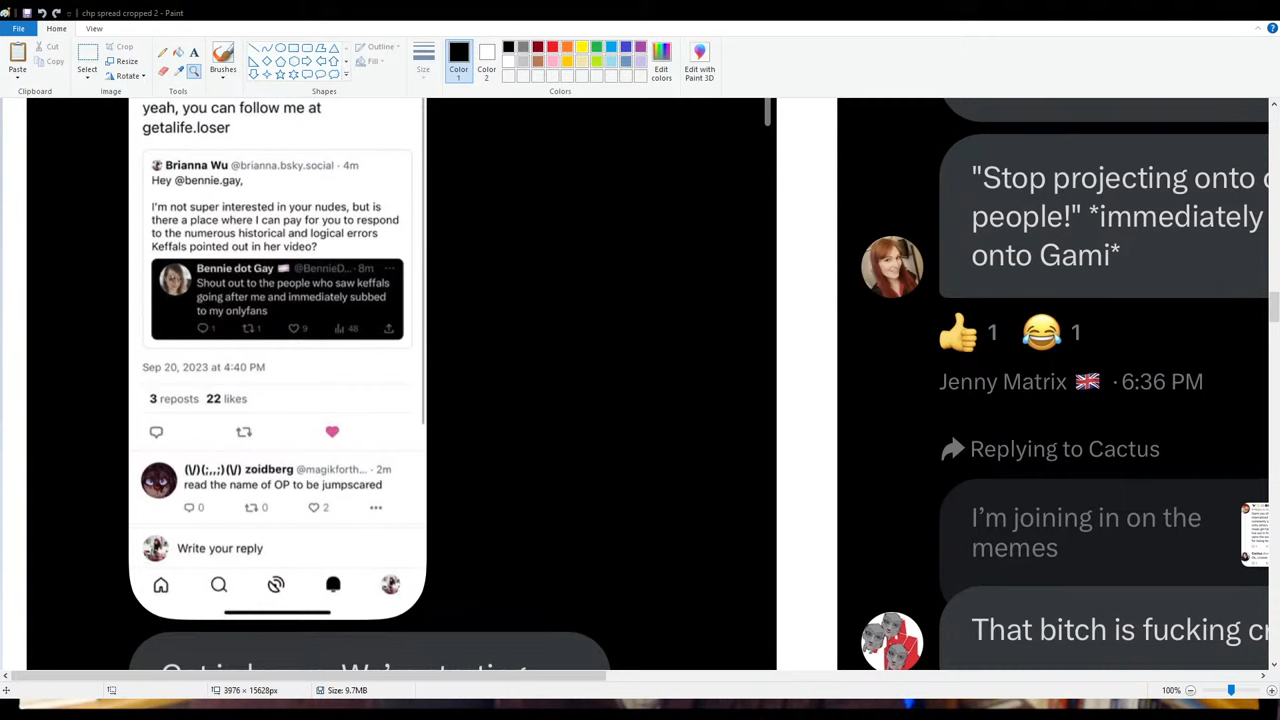 chp spread cropped 2 - Paint
File Home View
Cut
Copy
Paste
Clipboard
Crop
Resize
Rotate
Select
Image
Tools
Brushes
Outline
Fill
Shapes
Size
Color 1
Color 2
Edit colors
Colors
Edit with Paint 3D
yeah, you can follow me at
getalife.loser
Brianna Wu @brianna.bsky.social · 4m
Hey @bennie.gay,
I'm not super interested in your nudes, but is
there a place where I can pay for you to respond
to the numerous historical and logical errors
Keffals pointed out in her video?
Bennie dot Gay @BennieD... · 8m ...
Shout out to the people who saw keffals
going after me and immediately subbed
to my onlyfans
1 1 9 48
Sep 20, 2023 at 4:40 PM
3 reposts 22 likes
(\/)(;,,;)(\/) zoidberg @magikforth... · 2m
read the name of OP to be jumpscared
0 0 2 ...
Write your reply
"Stop projecting onto
people!" *immediately
onto Gami*
1 1
Jenny Matrix 🇬🇧 · 6:36 PM
Replying to Cactus
I'm joining in on the
memes
That bitch is fucking
3976 × 15628px
Size: 9.7MB
100%